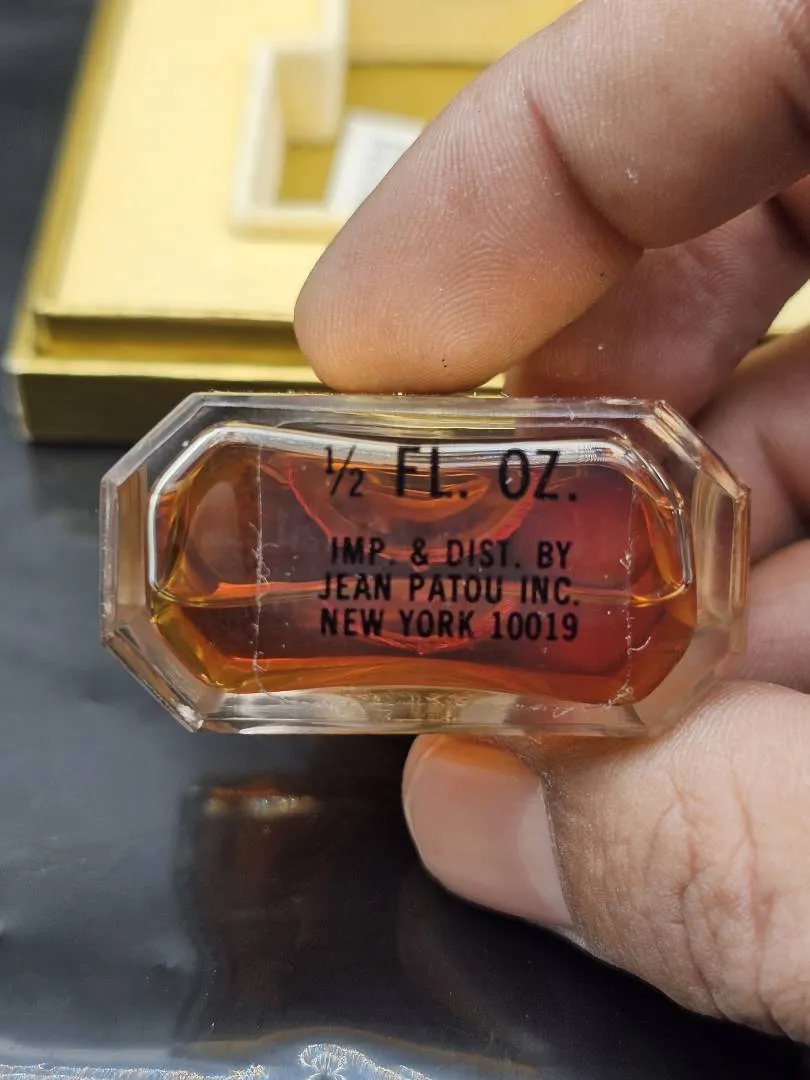 ½ FL. OZ.
IMP. & DIST. BY
JEAN PATOU INC.
NEW YORK 10019